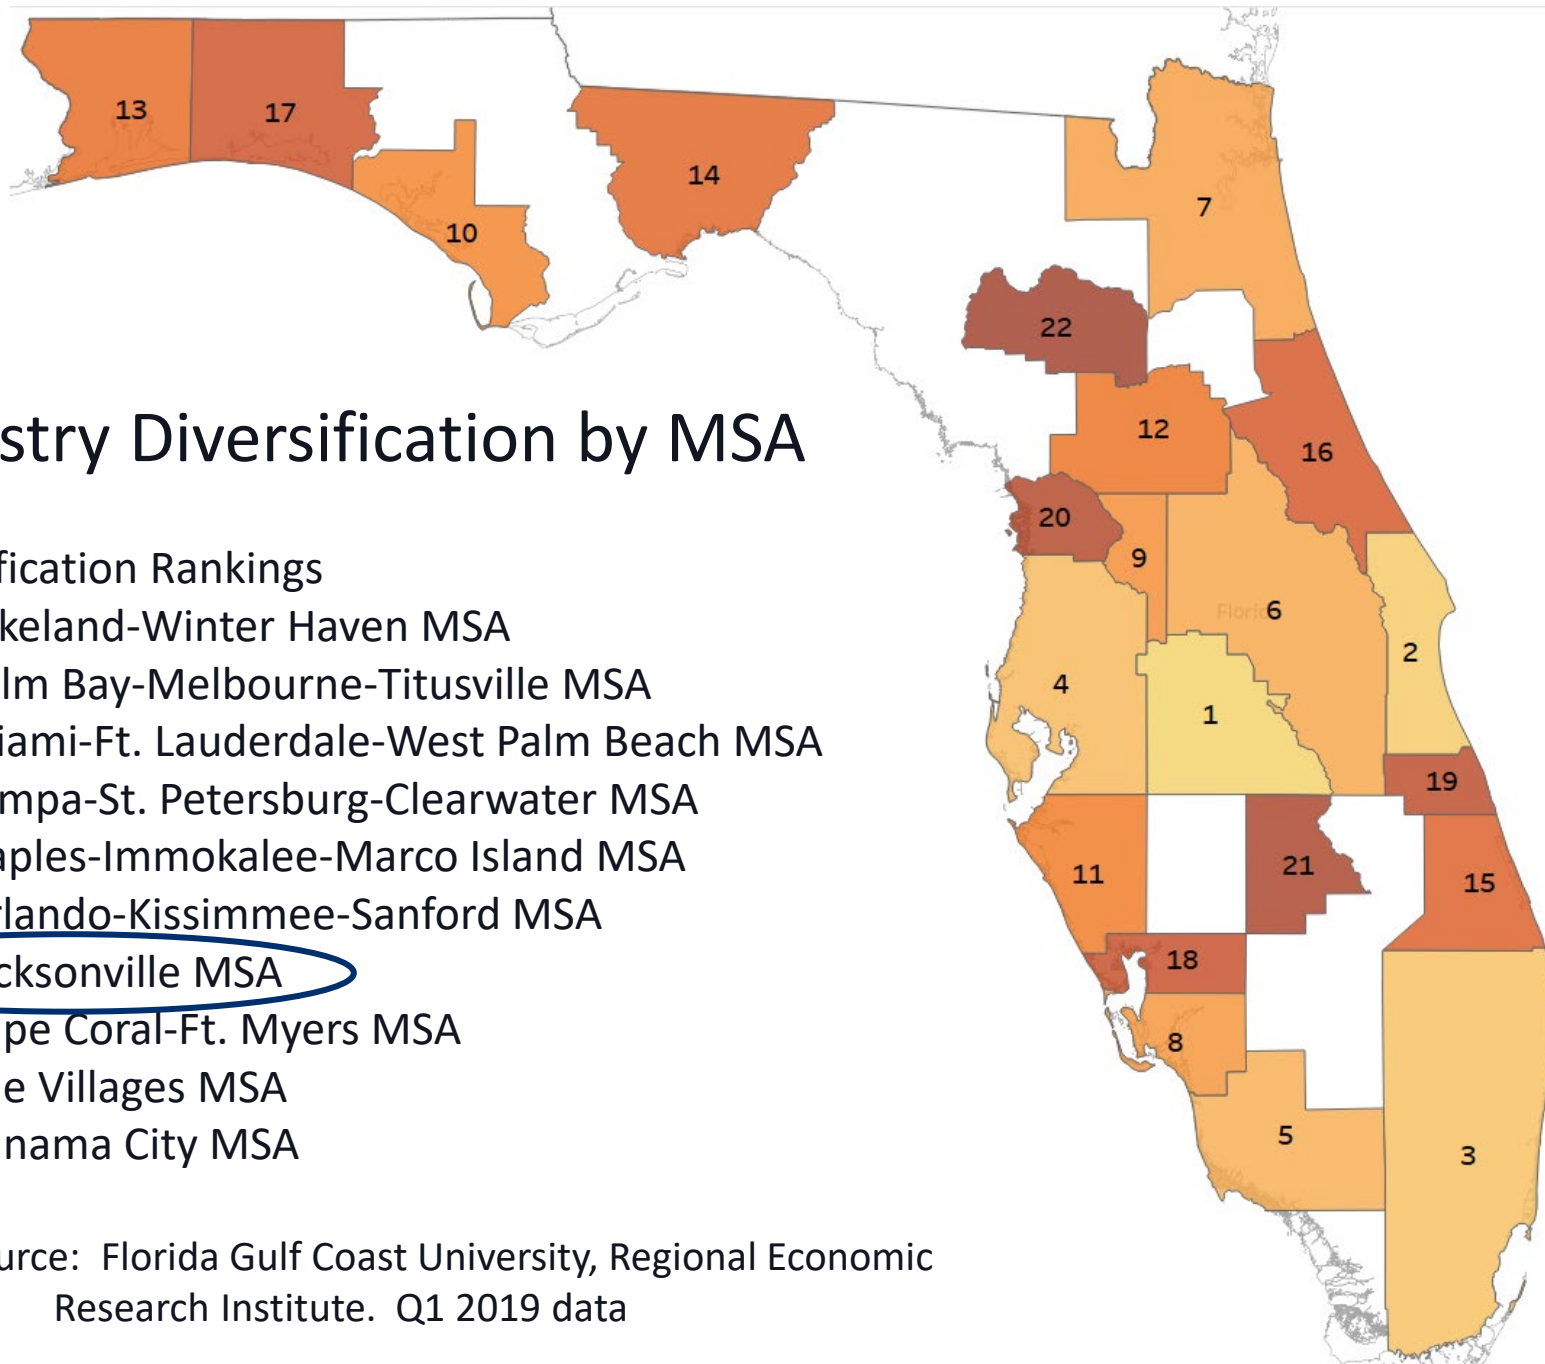 13
17
14
10
7
22
12
16
20
9
Florid
6
2
4
1
19
21
11
15
18
8
5
3
stry Diversification by MSA
fication Rankings
keland-Winter Haven MSA
lm Bay-Melbourne-Titusville MSA
iami-Ft. Lauderdale-West Palm Beach MSA
mpa-St. Petersburg-Clearwater MSA
aples-Immokalee-Marco Island MSA
rlando-Kissimmee-Sanford MSA
cksonville MSA
pe Coral-Ft. Myers MSA
e Villages MSA
nama City MSA
urce: Florida Gulf Coast University, Regional Economic
Research Institute. Q1 2019 data